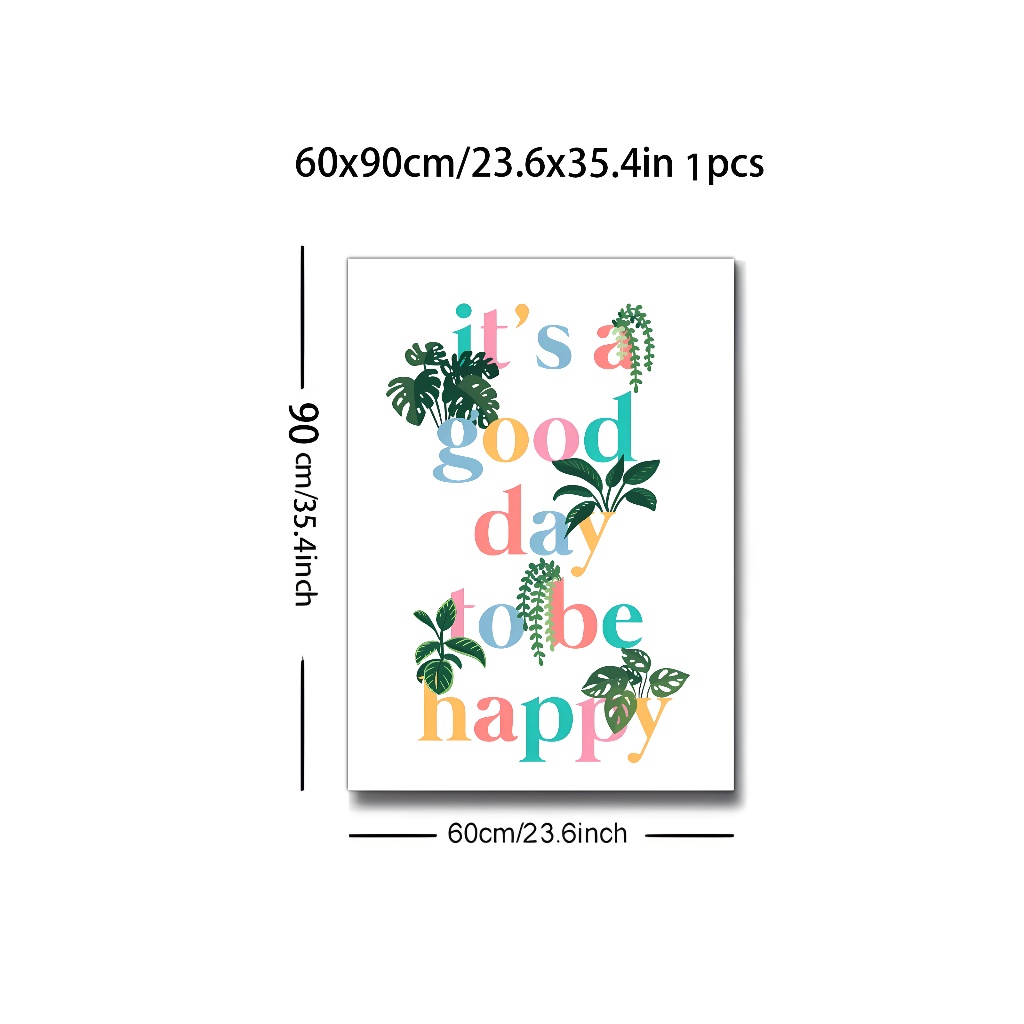 60x90cm/23.6x35.4in 1pcs
90 cm/35.4inch
it’s a
good
day
to be
happy
60cm/23.6inch